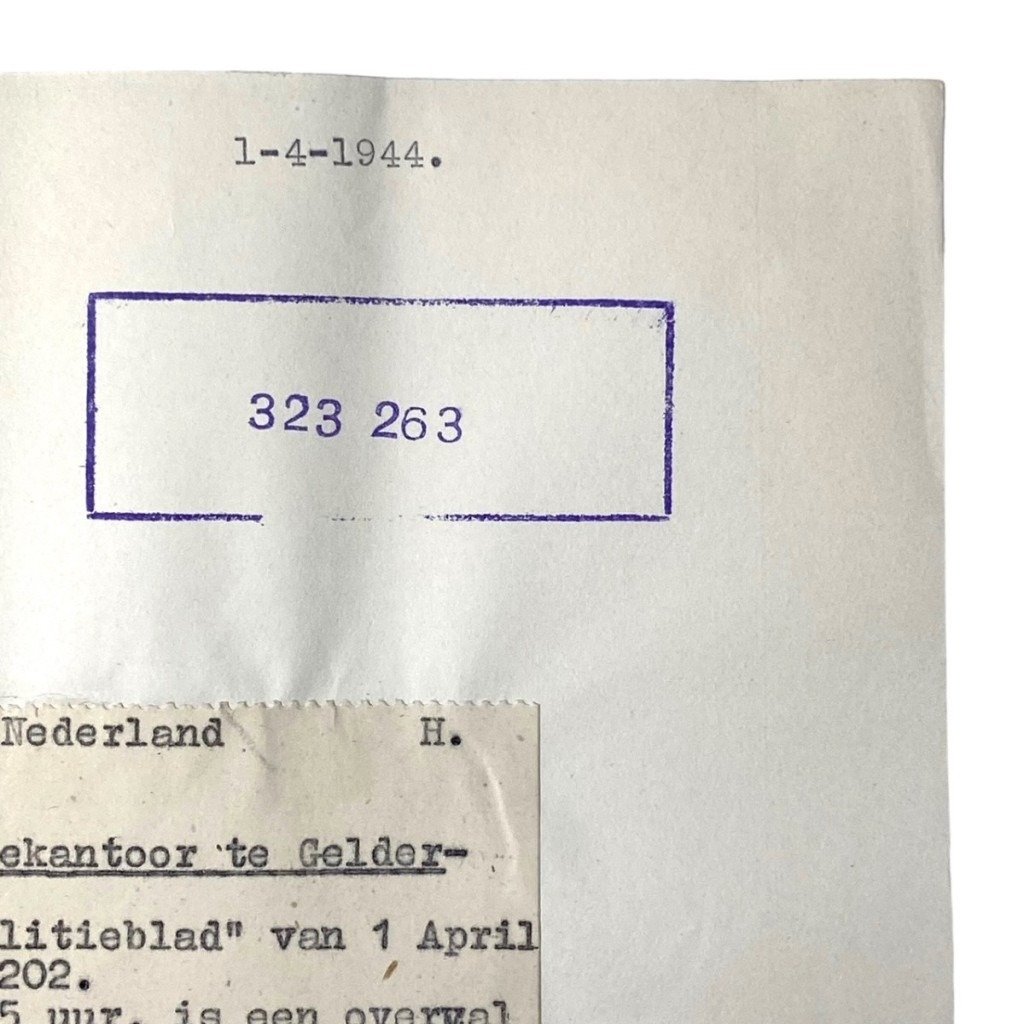 1-4-1944.
323 263
Nederland H.
ekantoor te Gelder-
litieblad" van 1 April
202.
5 uur, is een overval